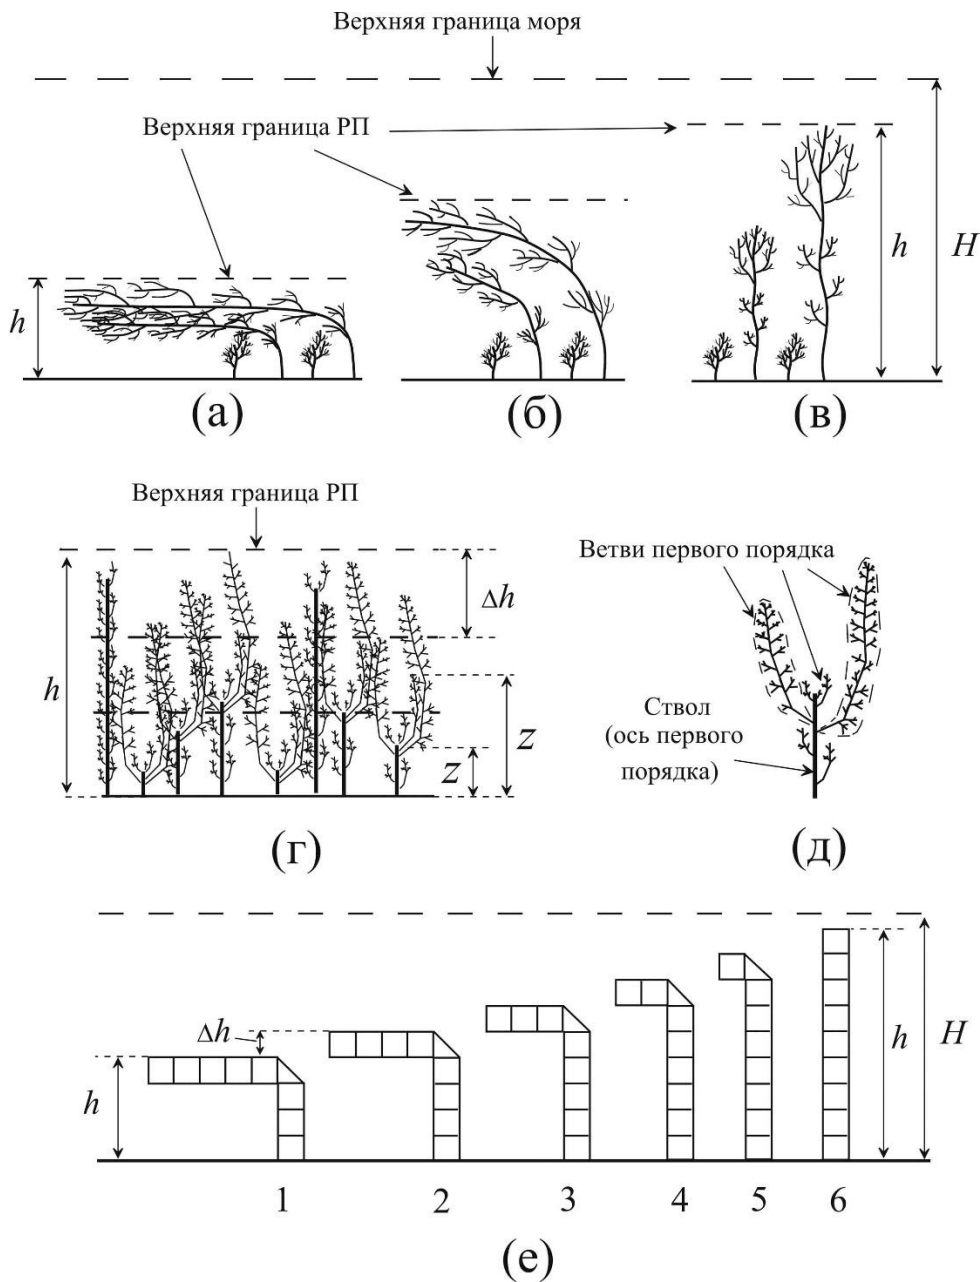 Верхняя граница моря
Верхняя граница РП
h
H
h
(а)
(б)
(в)
Верхняя граница РП
Δh
h
z
z
(г)
Ветви первого порядка
Ствол
(ось первого
порядка)
(д)
Δh
h
h
H
1 2 3 4 5 6
(е)